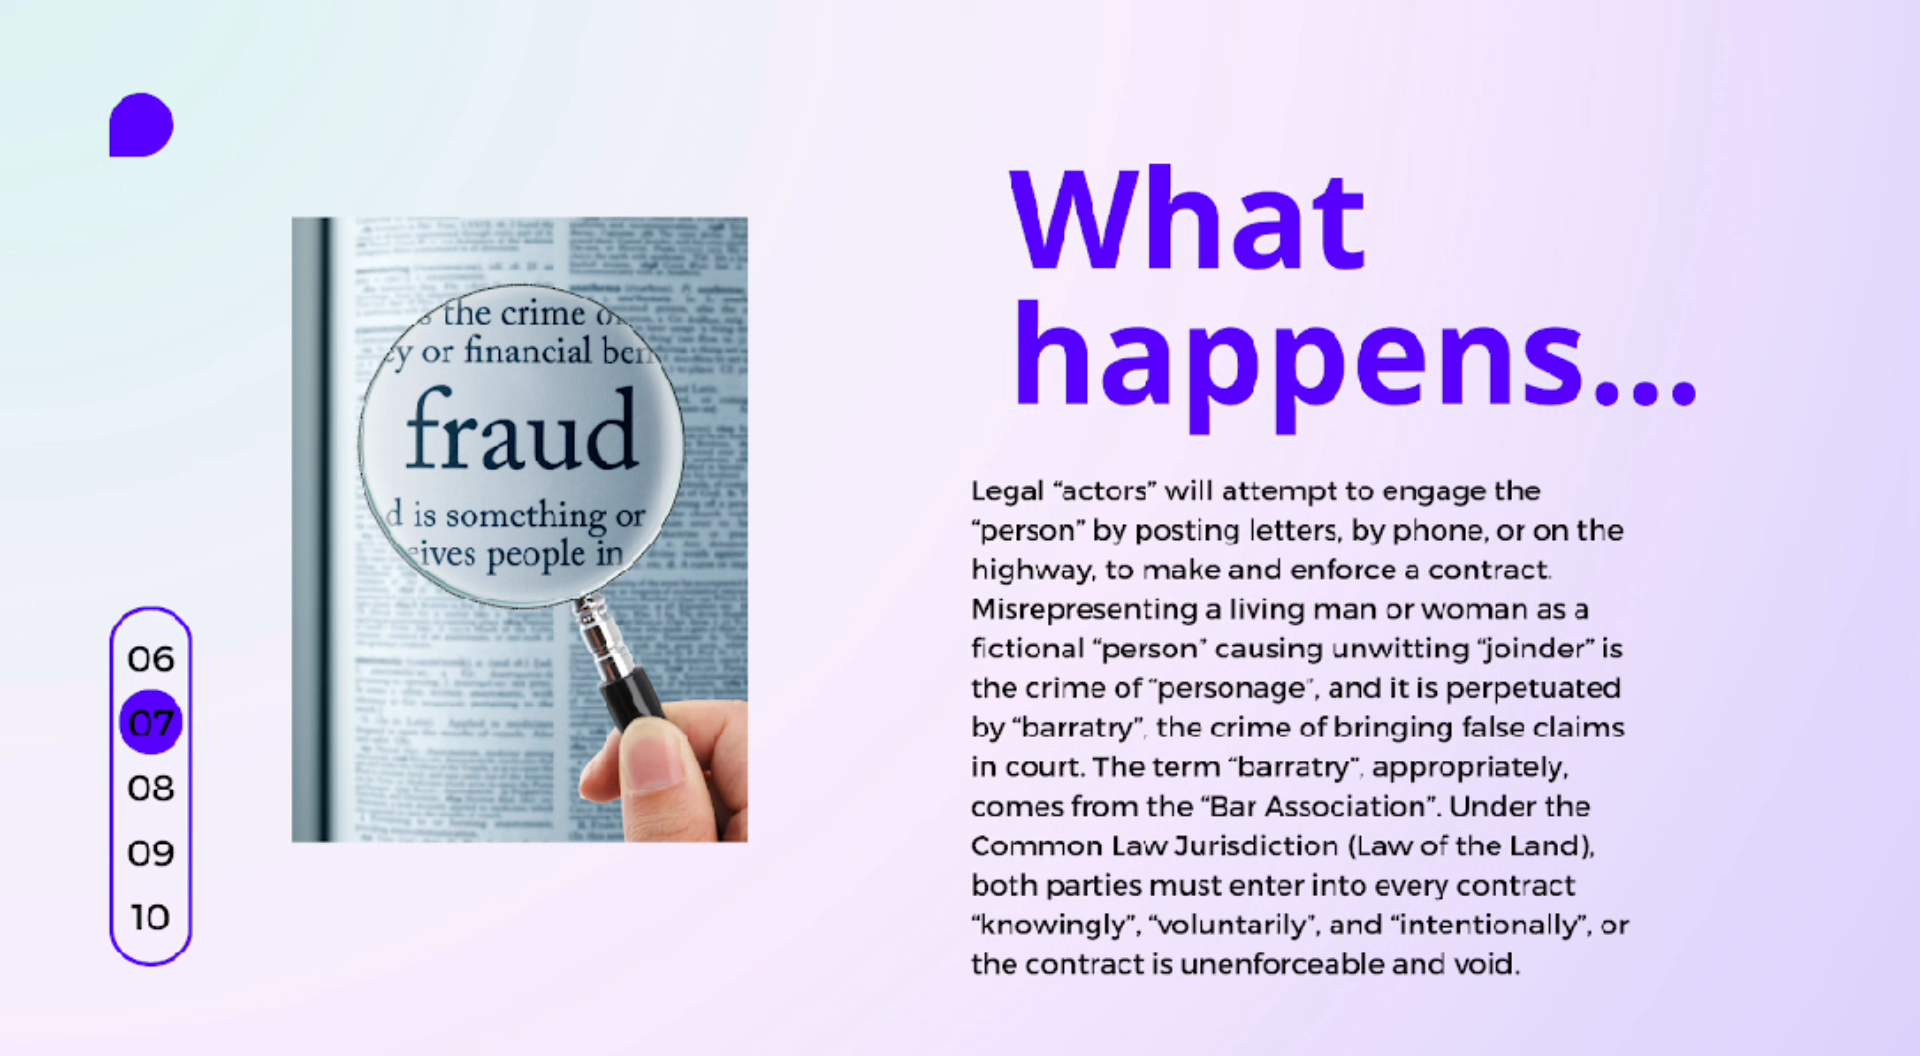 What
happens...
s the crime of
ey or financial ben
fraud
d is something or
eives people in
Legal “actors” will attempt to engage the
“person” by posting letters, by phone, or on the
highway, to make and enforce a contract.
Misrepresenting a living man or woman as a
fictional “person” causing unwitting “joinder” is
the crime of “personage”, and it is perpetuated
by “barratry”, the crime of bringing false claims
in court. The term “barratry”, appropriately,
comes from the “Bar Association”. Under the
Common Law Jurisdiction (Law of the Land),
both parties must enter into every contract
“knowingly”, “voluntarily”, and “intentionally”, or
the contract is unenforceable and void.
06
07
08
09
10